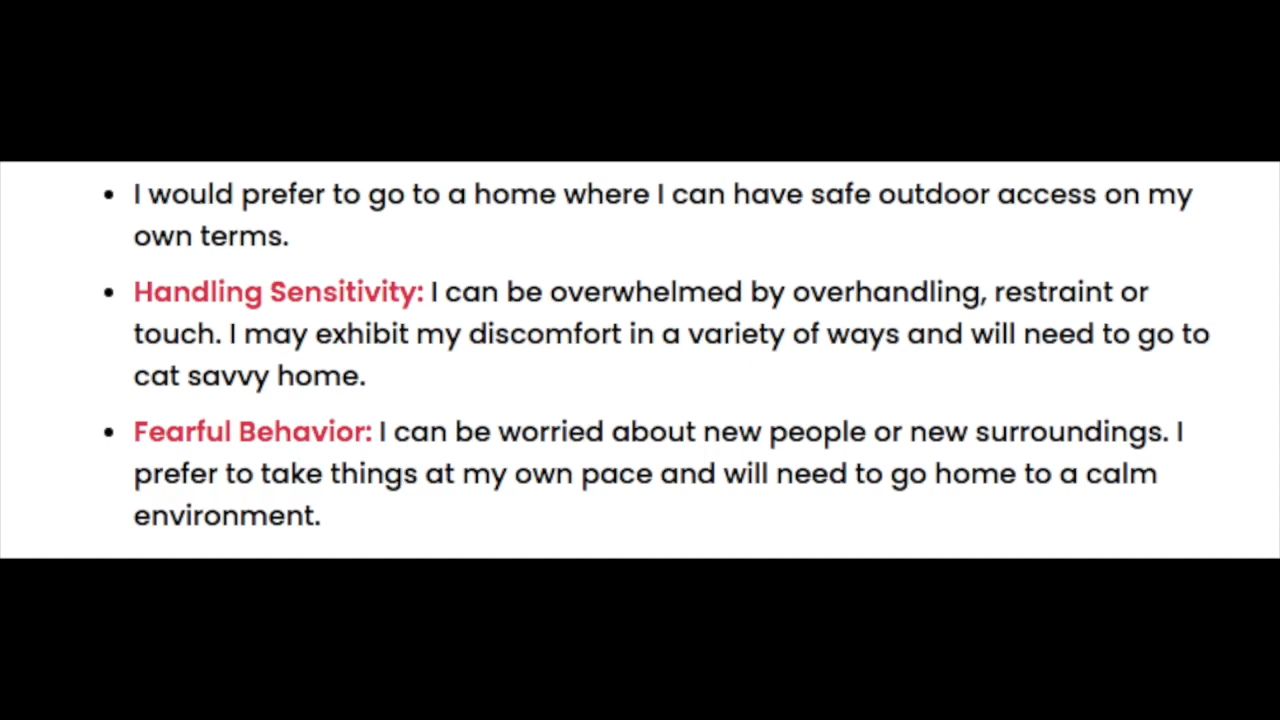 • I would prefer to go to a home where I can have safe outdoor access on my
own terms.
• Handling Sensitivity: I can be overwhelmed by overhandling, restraint or
touch. I may exhibit my discomfort in a variety of ways and will need to go to
cat savvy home.
• Fearful Behavior: I can be worried about new people or new surroundings. I
prefer to take things at my own pace and will need to go home to a calm
environment.